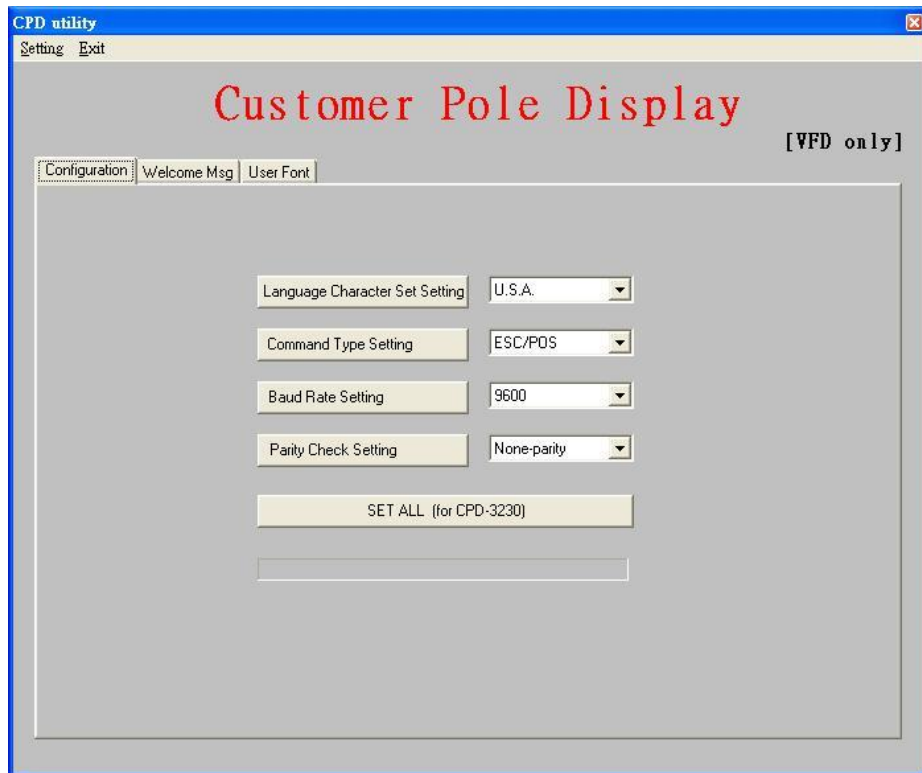 CPD utility
Setting Exit
Customer Pole Display
[VFD only]
Configuration Welcome Msg User Font
Language Character Set Setting U.S.A.
Command Type Setting ESC/POS
Baud Rate Setting 9600
Parity Check Setting None-parity
SET ALL (for CPD-3230)